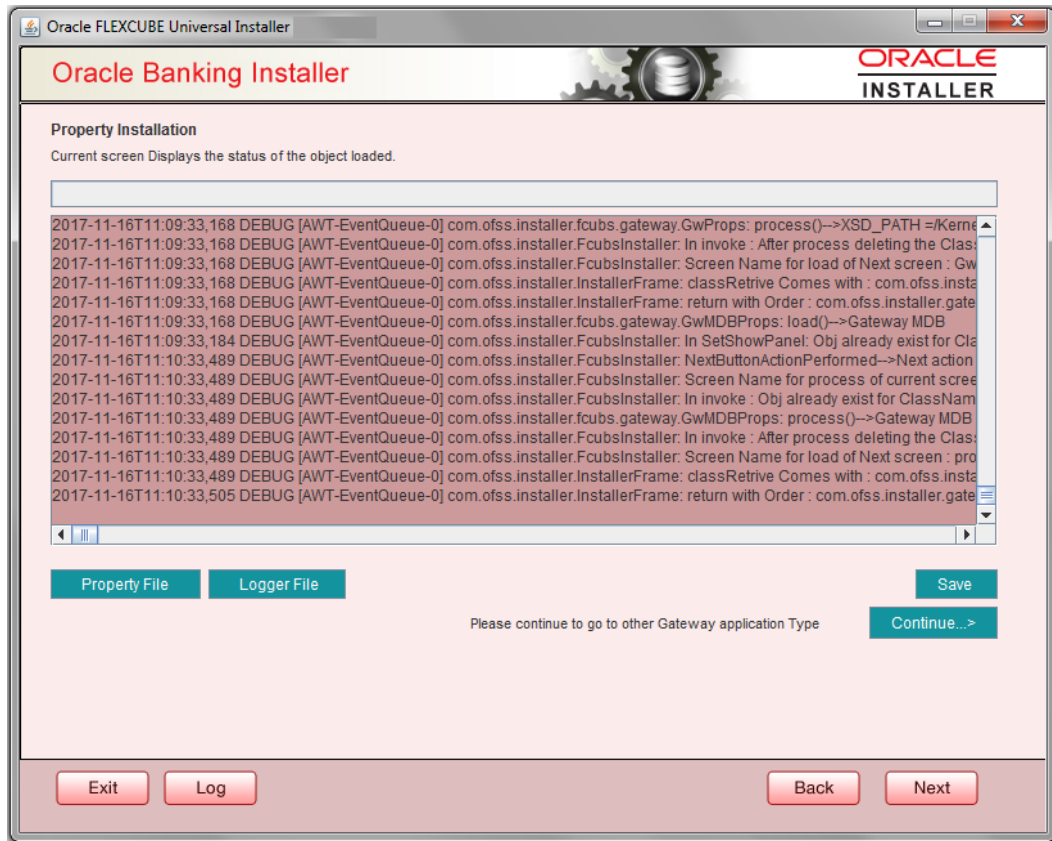 Oracle FLEXCUBE Universal Installer
Oracle Banking Installer
ORACLE
INSTALLER
Property Installation
Current screen Displays the status of the object loaded.
2017-11-16T11:09:33,168 DEBUG [AWT-EventQueue-0] com.ofss.installer.fcubs.gateway.GwProps: process()-->XSD_PATH =/Kerne
2017-11-16T11:09:33,168 DEBUG [AWT-EventQueue-0] com.ofss.installer.FcubsInstaller: In invoke : After process deleting the Clas
2017-11-16T11:09:33,168 DEBUG [AWT-EventQueue-0] com.ofss.installer.FcubsInstaller: Screen Name for load of Next screen : Gw
2017-11-16T11:09:33,168 DEBUG [AWT-EventQueue-0] com.ofss.installer.InstallerFrame: classRetrive Comes with : com.ofss.insta
2017-11-16T11:09:33,168 DEBUG [AWT-EventQueue-0] com.ofss.installer.InstallerFrame: return with Order : com.ofss.installer.gate
2017-11-16T11:09:33,168 DEBUG [AWT-EventQueue-0] com.ofss.installer.fcubs.gateway.GwMDBProps: load()-->Gateway MDB
2017-11-16T11:09:33,184 DEBUG [AWT-EventQueue-0] com.ofss.installer.FcubsInstaller: In SetShowPanel: Obj already exist for Cla
2017-11-16T11:10:33,489 DEBUG [AWT-EventQueue-0] com.ofss.installer.FcubsInstaller: NextButtonActionPerformed-->Next action
2017-11-16T11:10:33,489 DEBUG [AWT-EventQueue-0] com.ofss.installer.FcubsInstaller: Screen Name for process of current scree
2017-11-16T11:10:33,489 DEBUG [AWT-EventQueue-0] com.ofss.installer.FcubsInstaller: In invoke : Obj already exist for ClassNam
2017-11-16T11:10:33,489 DEBUG [AWT-EventQueue-0] com.ofss.installer.fcubs.gateway.GwMDBProps: process()-->Gateway MDB
2017-11-16T11:10:33,489 DEBUG [AWT-EventQueue-0] com.ofss.installer.FcubsInstaller: In invoke : After process deleting the Clas
2017-11-16T11:10:33,489 DEBUG [AWT-EventQueue-0] com.ofss.installer.FcubsInstaller: Screen Name for load of Next screen : pro
2017-11-16T11:10:33,489 DEBUG [AWT-EventQueue-0] com.ofss.installer.InstallerFrame: classRetrive Comes with : com.ofss.insta
2017-11-16T11:10:33,505 DEBUG [AWT-EventQueue-0] com.ofss.installer.InstallerFrame: return with Order : com.ofss.installer.gate
Property File Logger File Save
Please continue to go to other Gateway application Type Continue...>
Exit Log Back Next